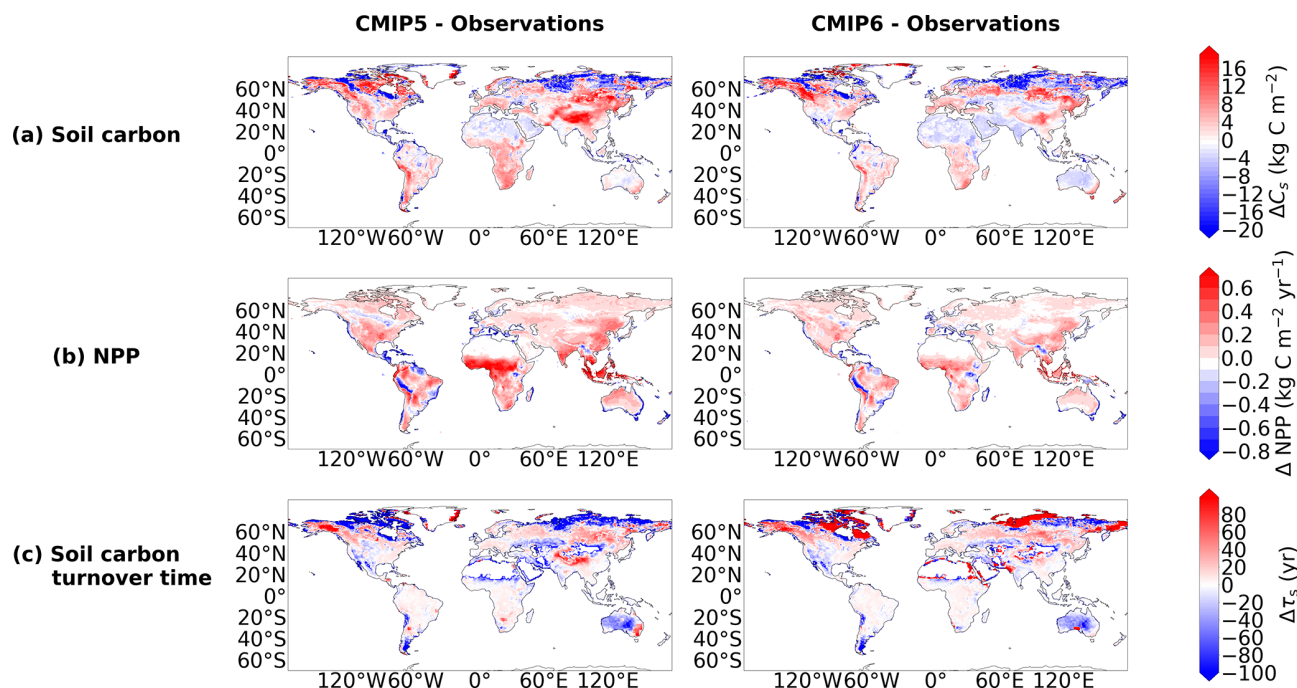 CMIP5 - Observations
CMIP6 - Observations
(a) Soil carbon
60°N
40°N
20°N
0°
20°S
40°S
60°S
120°W 60°W 0° 60°E 120°E
60°N
40°N
20°N
0°
20°S
40°S
60°S
120°W 60°W 0° 60°E 120°E
16
12
8
4
0
−4
−8
−12
−16
−20
ΔCs (kg C m−2)
(b) NPP
60°N
40°N
20°N
0°
20°S
40°S
60°S
120°W 60°W 0° 60°E 120°E
60°N
40°N
20°N
0°
20°S
40°S
60°S
120°W 60°W 0° 60°E 120°E
0.6
0.4
0.2
0.0
−0.2
−0.4
−0.6
−0.8
Δ NPP (kg C m−2 yr−1)
(c) Soil carbon
turnover time
60°N
40°N
20°N
0°
20°S
40°S
60°S
120°W 60°W 0° 60°E 120°E
60°N
40°N
20°N
0°
20°S
40°S
60°S
120°W 60°W 0° 60°E 120°E
80
60
40
20
0
−20
−40
−60
−80
−100
Δτs (yr)